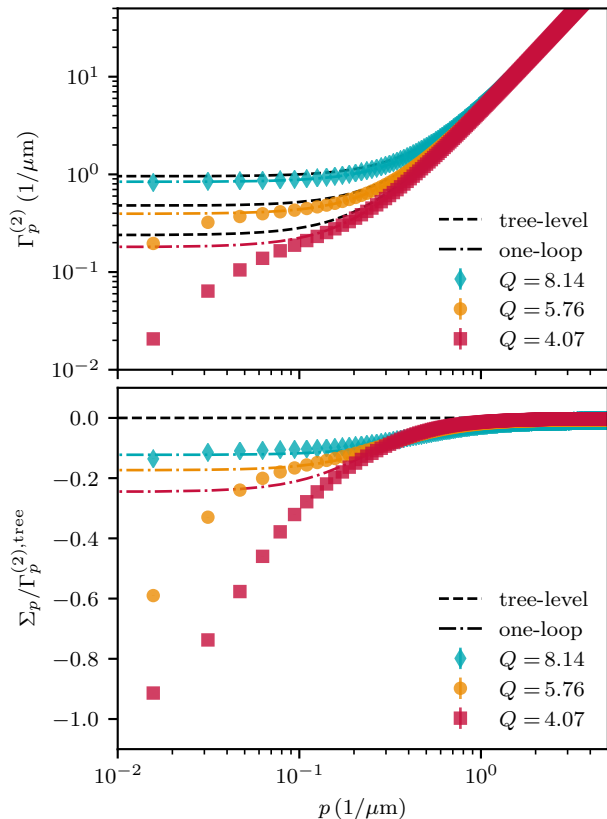 Γ_p^{(2)} (1/μm)
10^1
10^0
10^{−1}
10^{−2}
tree-level
one-loop
Q = 8.14
Q = 5.76
Q = 4.07
Σ_p/Γ_p^{(2),tree}
0.0
−0.2
−0.4
−0.6
−0.8
−1.0
tree-level
one-loop
Q = 8.14
Q = 5.76
Q = 4.07
10^{−2}
10^{−1}
10^0
p (1/μm)